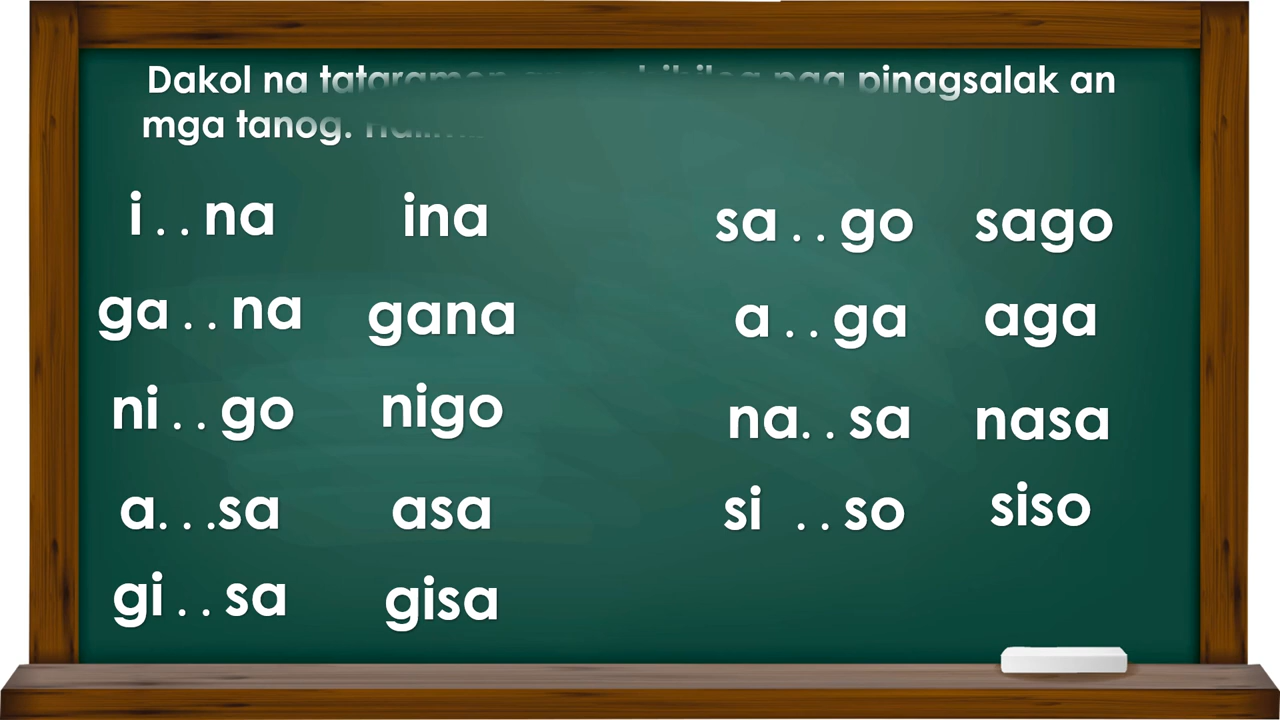 Dakol na pinagsalak an
mga tanog.
i . . na ina
ga . . na gana
ni . . go nigo
a. . .sa asa
gi . . sa gisa
sa . . go sago
a . . ga aga
na. . sa nasa
si . . so siso